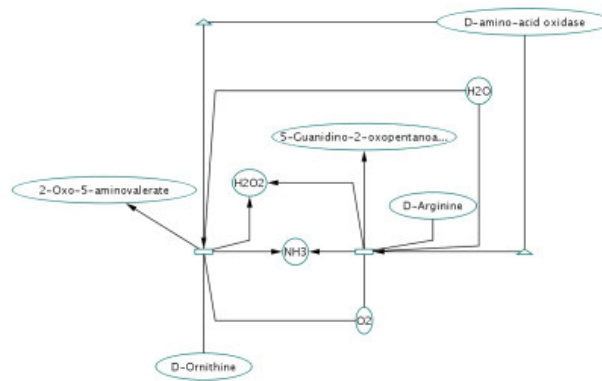 D-amino-acid oxidase
H2O
5-Guanidino-2-oxopentanoa...
2-Oxo-5-aminovalerate
H2O2
D-Arginine
NH3
O2
D-Ornithine